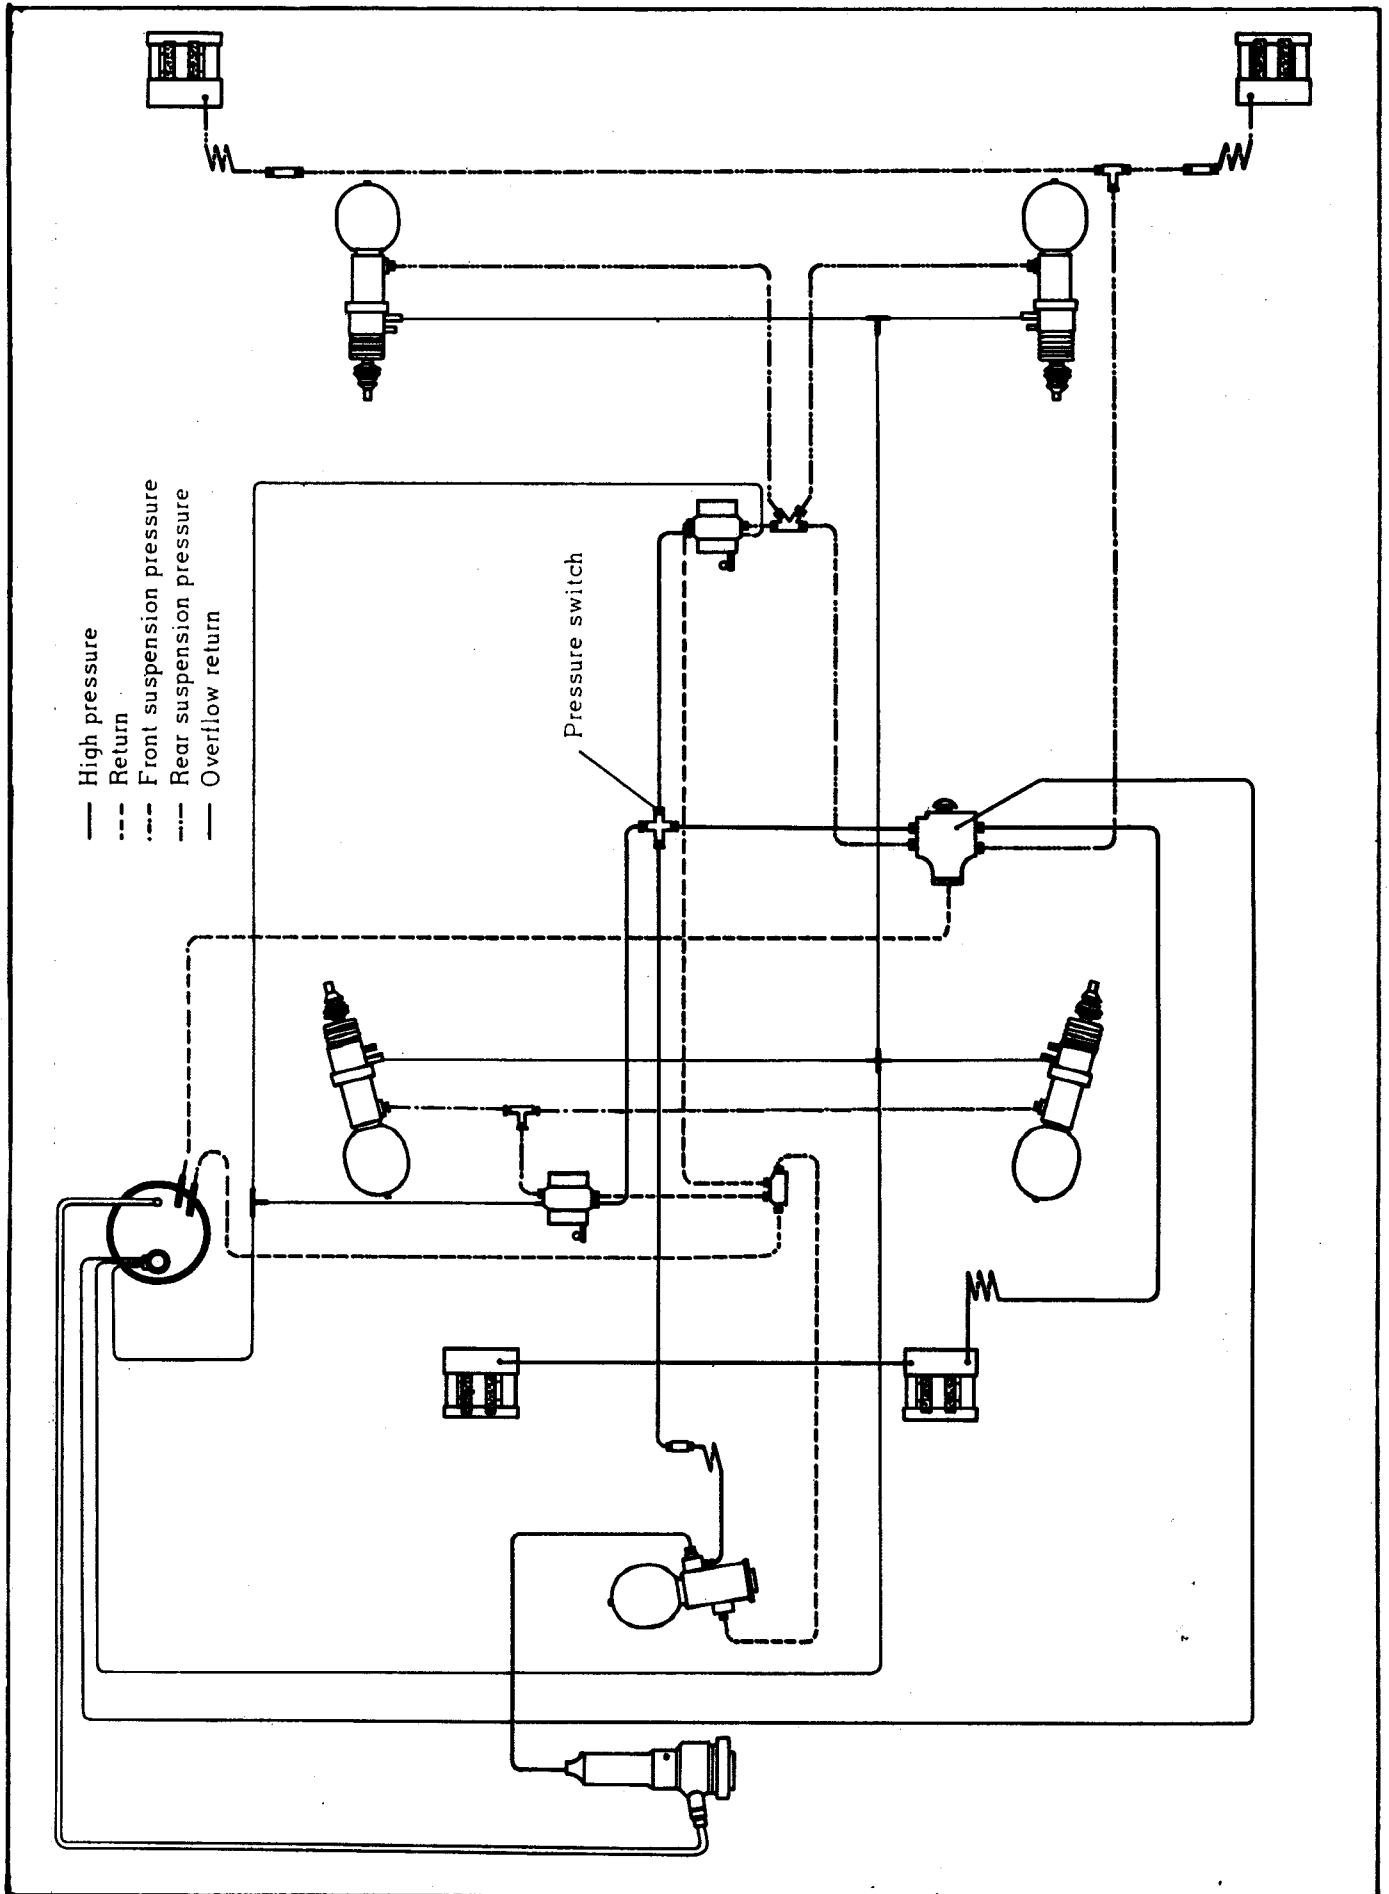 High pressure
Return
Front suspension pressure
Rear suspension pressure
Overflow return
Pressure switch